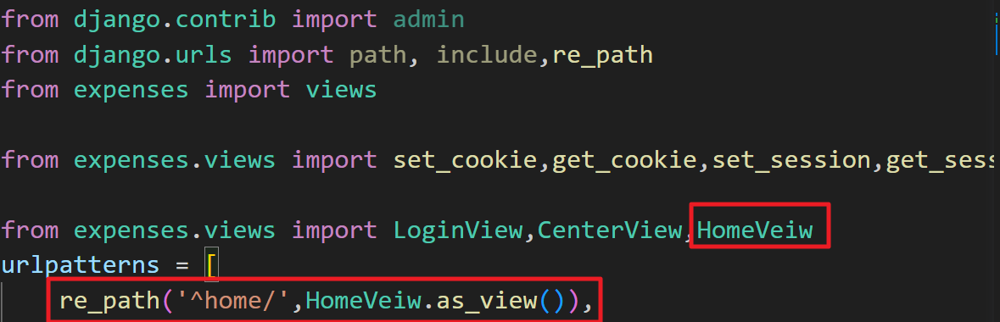 from django.contrib import admin
from django.urls import path, include,re_path
from expenses import views
from expenses.views import set_cookie,get_cookie,set_session,get_sess
from expenses.views import LoginView,CenterView,HomeVeiw
urlpatterns = [
re_path('^home/',HomeVeiw.as_view()),